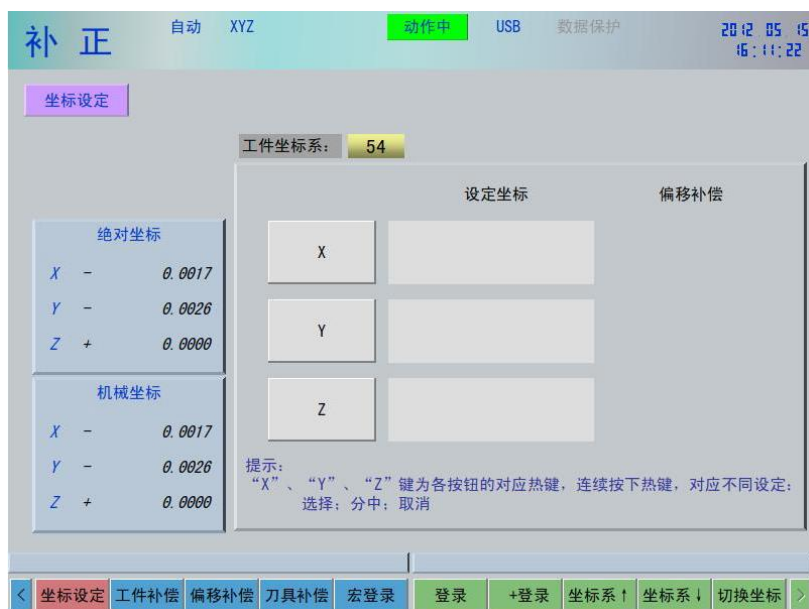 补 正 自动 XYZ 动作中 USB 数据保护 2012 05 15
16:11:22
坐标设定
工件坐标系: 54
设定坐标 偏移补偿
绝对坐标
X - 0.0017
Y - 0.0026
Z + 0.0000
机械坐标
X - 0.0017
Y - 0.0026
Z + 0.0000
X
Y
Z
提示:
“X”、“Y”、“Z”键为各按钮的对应热键，连续按下热键，对应不同设定:
选择；分中；取消
< 坐标设定 工件补偿 偏移补偿 刀具补偿 宏登录 登录 +登录 坐标系↑ 坐标系↓ 切换坐标 >